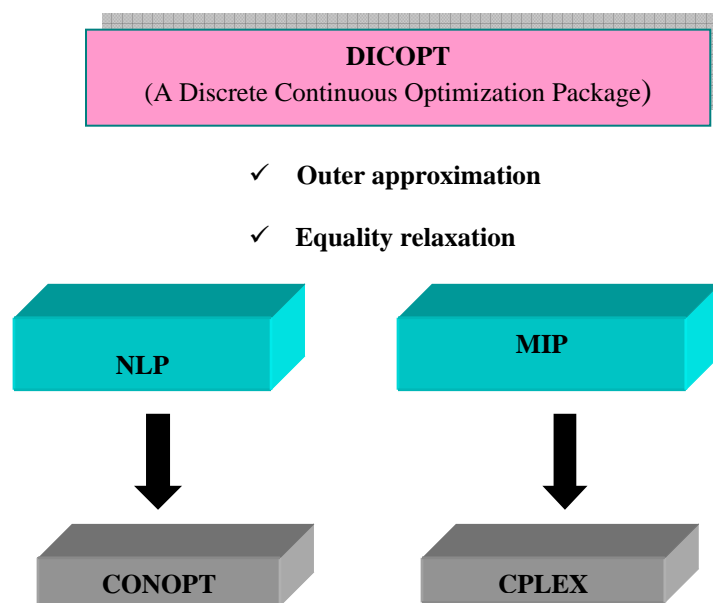 DICOPT
(A Discrete Continuous Optimization Package)
✓ Outer approximation
✓ Equality relaxation
NLP
MIP
CONOPT
CPLEX